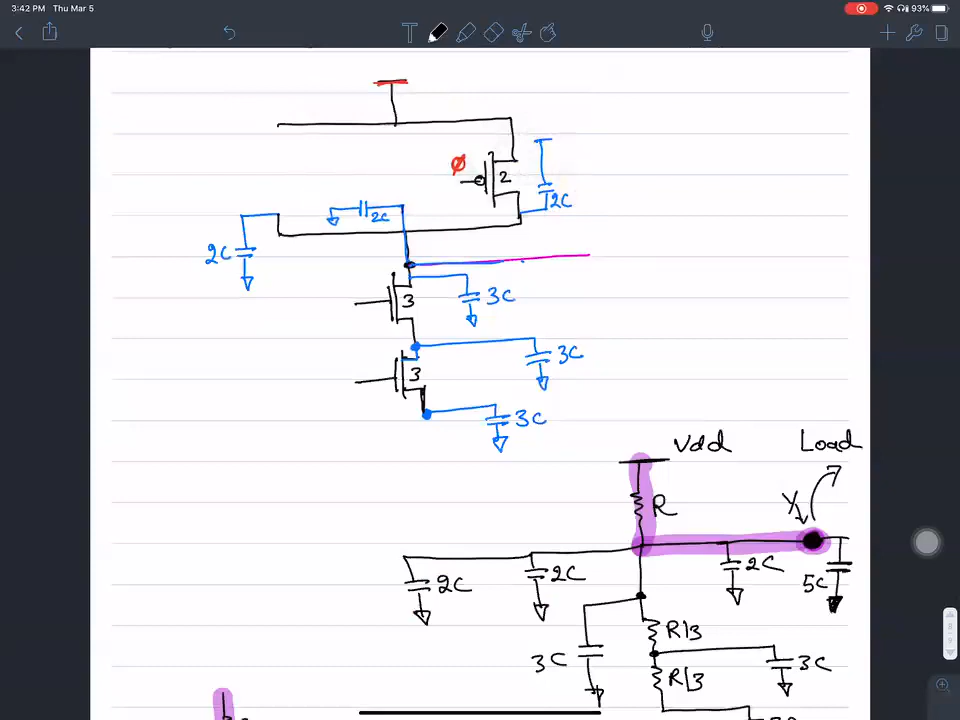 3:42 PM Thu Mar 5
93%
T
ϕ
2
2C
2C
2C
3
3C
3C
3
3C
Vdd
Load
R
Y
2C
2C
2C
5C
R/3
3C
3C
R/3